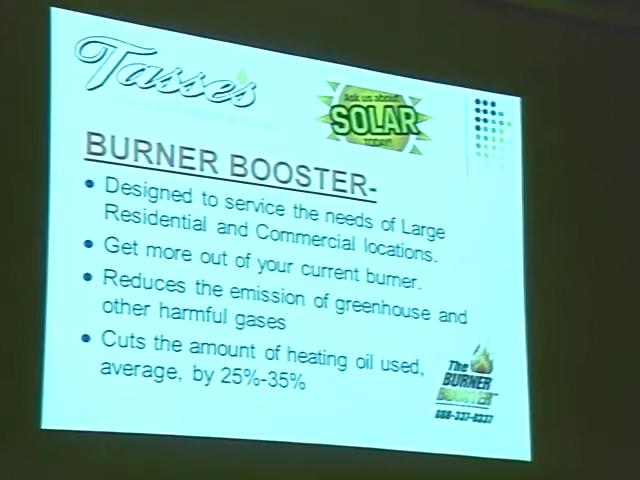 Tasse's
Ask us about
SOLAR
TODAY!
BURNER BOOSTER-
• Designed to service the needs of Large
Residential and Commercial locations.
• Get more out of your current burner.
• Reduces the emission of greenhouse and
other harmful gases
• Cuts the amount of heating oil used,
average, by 25%-35%
The
BURNER
BOOSTER